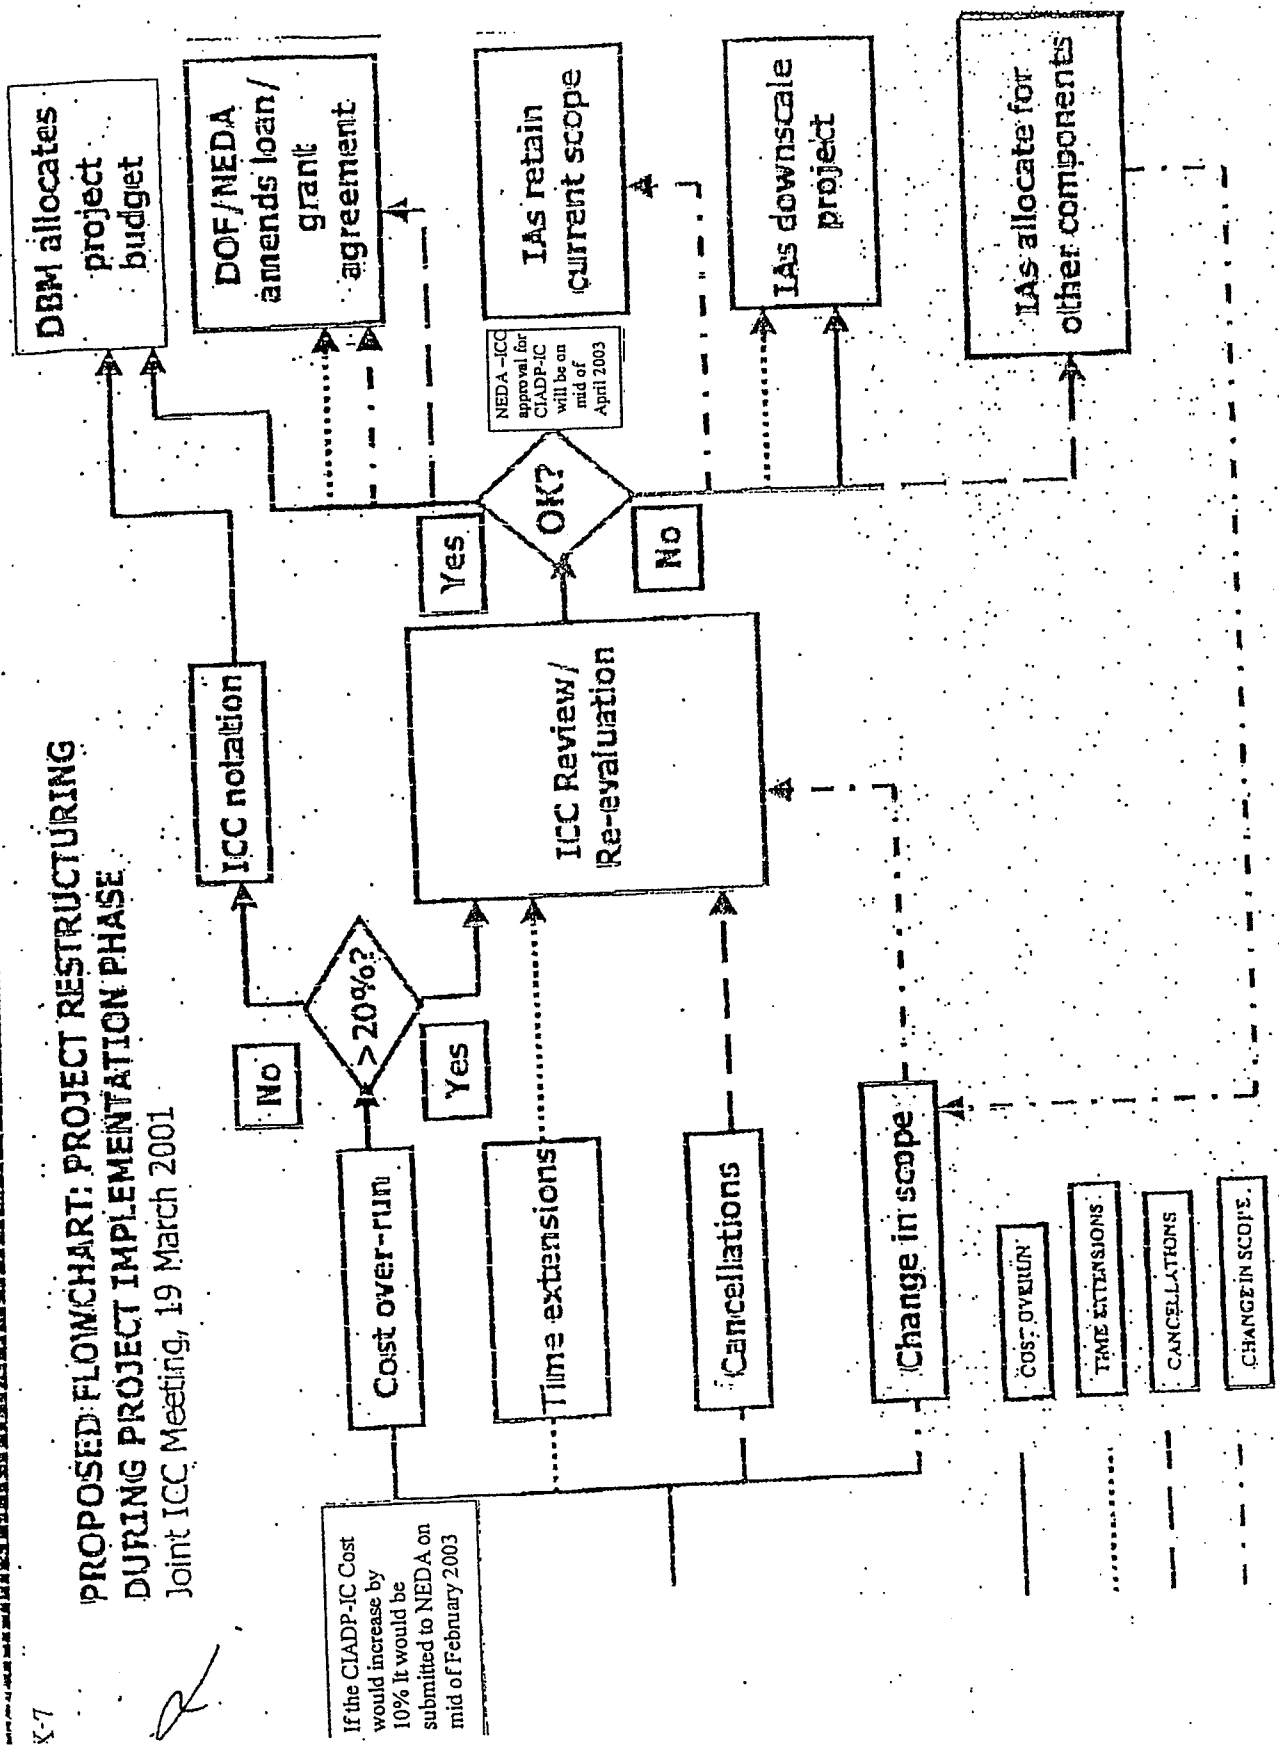 X-7
PROPOSED FLOWCHART: PROJECT RESTRUCTURING
DURING PROJECT IMPLEMENTATION PHASE
Joint ICC Meeting, 19 March 2001
If the CIADP-IC Cost
would increase by
10% It would be
submitted to NEDA on
mid of February 2003
Cost over-run
Time extensions
Cancellations
Change in scope
No
>20%?
Yes
ICC notation
ICC Review/
Re-evaluation
Yes
OK?
No
NEDA-ICC
approval for
CIADP-IC
will be on
mid of
April 2003
DBM allocates
project
budget
DOF/NEDA
amends loan/
grant
agreement
IAs retain
current scope
IAs downscale
project
IAs allocate for
other components
COST OVERUN
TIME EXTENSIONS
CANCELLATIONS
CHANGE IN SCOPE